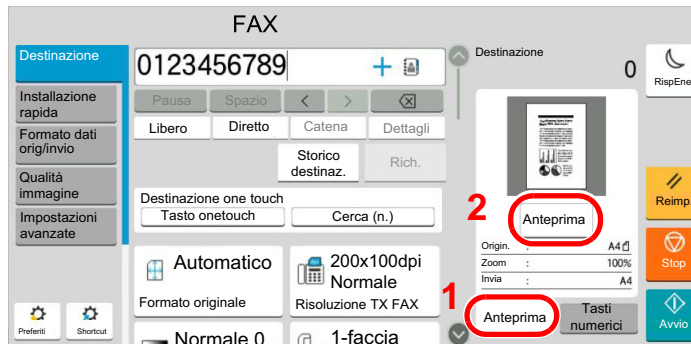 FAX
Destinazione
0123456789
Destinazione
0
RispEne
Installazione
rapida
Pausa
Spazio
Formato dati
orig/invio
Libero
Diretto
Catena
Dettagli
Storico
destinaz.
Rich.
Qualità
immagine
Destinazione one touch
Tasto onetouch
Cerca (n.)
Impostazioni
avanzate
2
Anteprima
Reimp.
Origin. : A4
Zoom : 100%
Invia : A4
Stop
Automatico
Formato originale
200x100dpi
Normale
Risoluzione TX FAX
1
Anteprima
Tasti
numerici
Avvio
Preferiti
Shortcut
Normale 0
1-faccia